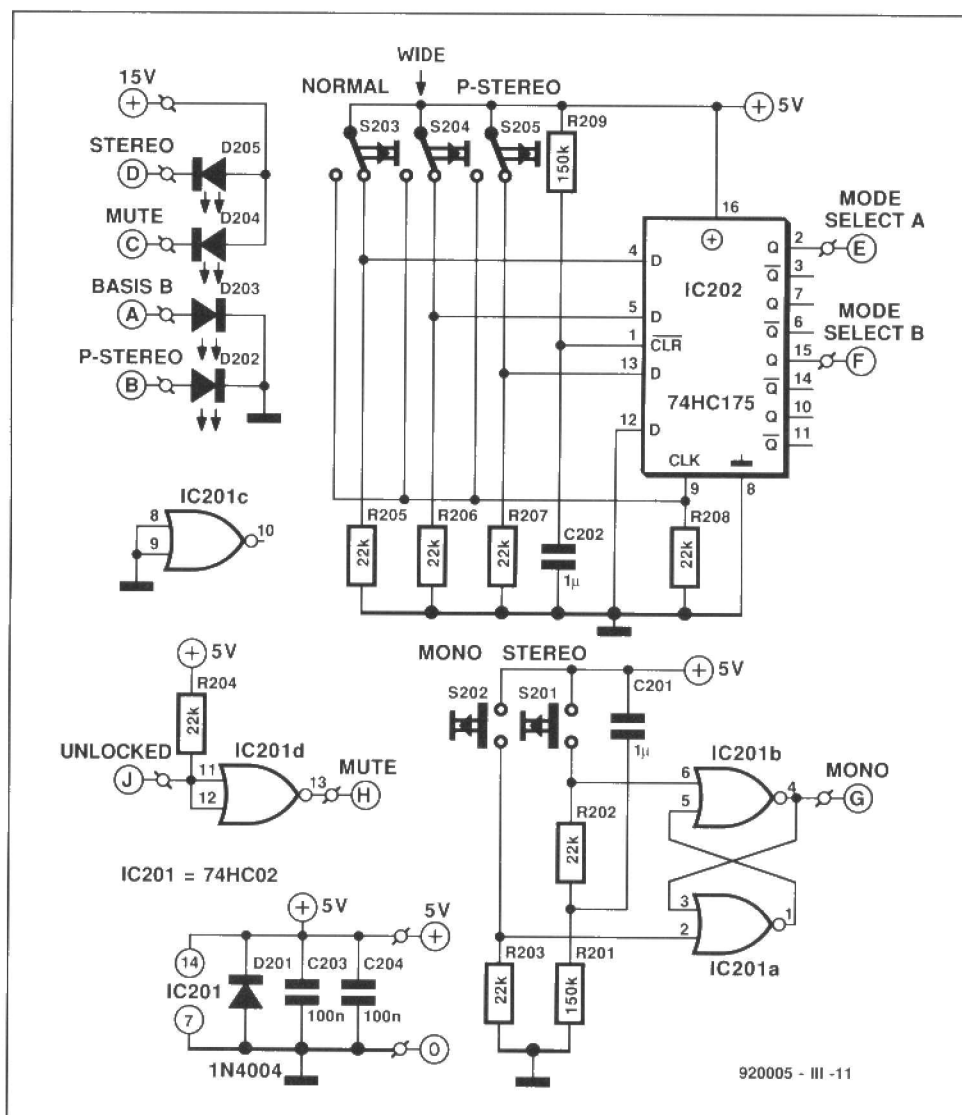 15V
+
STEREO
D
D205
MUTE
C
D204
BASIS B
A
D203
P-STEREO
B
D202
WIDE
NORMAL
P-STEREO
S203
S204
S205
R209
150k
+ 5V
16
+
4 D
5 D
1 CLR
13 D
12 D
IC202
74HC175
CLK
9
8
Q 2
Q 3
Q 7
Q 6
Q 15
Q 14
Q 10
Q 11
MODE
SELECT A
E
MODE
SELECT B
F
R205
22k
R206
22k
R207
22k
C202
1µ
R208
22k
IC201c
8
9
10
+ 5V
R204
22k
UNLOCKED
J
11
12
IC201d
13
MUTE
H
IC201 = 74HC02
+ 5V
5V
+
14
IC201
7
D201
1N4004
C203
100n
C204
100n
0
MONO
STEREO
S202
S201
C201
1µ
+ 5V
R202
22k
R203
22k
R201
150k
IC201b
6
5
4
MONO
G
3
2
1
IC201a
920005 - III -11